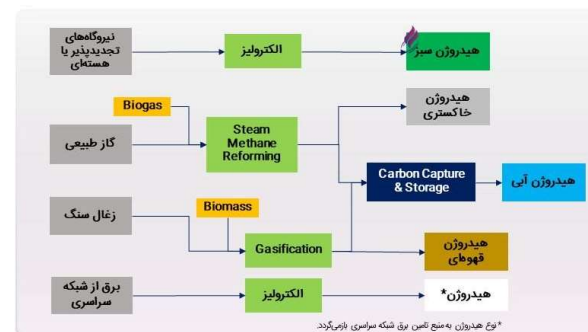 نیروگاه‌های
تجدیدپذیر یا
هسته‌ای
الکترولیز
هیدروژن سبز
Biogas
هیدروژن
خاکستری
گاز طبیعی
Steam
Methane
Reforming
Carbon Capture
& Storage
هیدروژن آبی
زغال سنگ
Biomass
Gasification
هیدروژن
قهوه‌ای
برق از شبکه
سراسری
الکترولیز
هیدروژن*
*نوع هیدروژن به منبع تامین برق شبکه سراسری بازمی‌گردد.